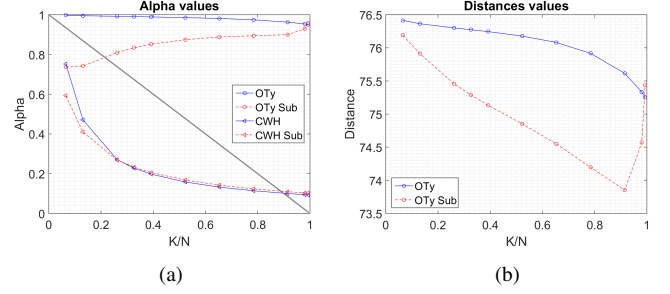 Alpha values
Alpha
1
0.8
0.6
0.4
0.2
0
OTy
OTy Sub
CWH
CWH Sub
0 0.2 0.4 0.6 0.8 1
K/N
(a)
Distances values
Distance
76.5
76
75.5
75
74.5
74
73.5
OTy
OTy Sub
0 0.2 0.4 0.6 0.8 1
K/N
(b)